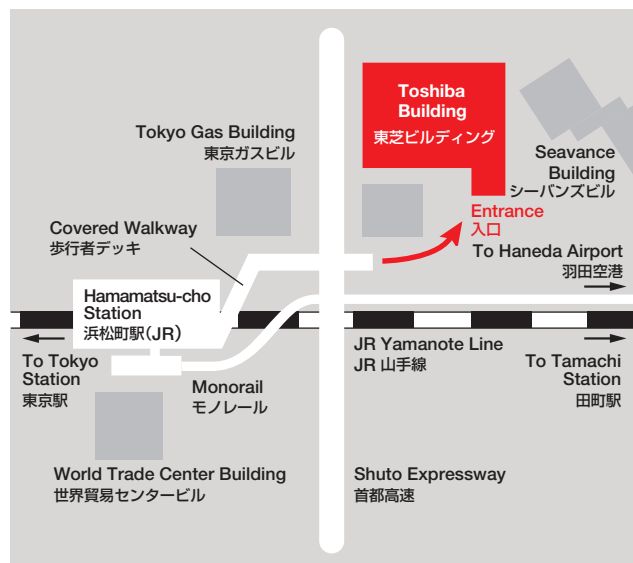 Toshiba
Building
東芝ビルディング
Tokyo Gas Building
東京ガスビル
Seavance
Building
シーバンズビル
Entrance
入口
Covered Walkway
歩行者デッキ
To Haneda Airport
羽田空港
Hamamatsu-cho
Station
浜松町駅(JR)
To Tokyo
Station
東京駅
JR Yamanote Line
JR 山手線
To Tamachi
Station
田町駅
Monorail
モノレール
World Trade Center Building
世界貿易センタービル
Shuto Expressway
首都高速